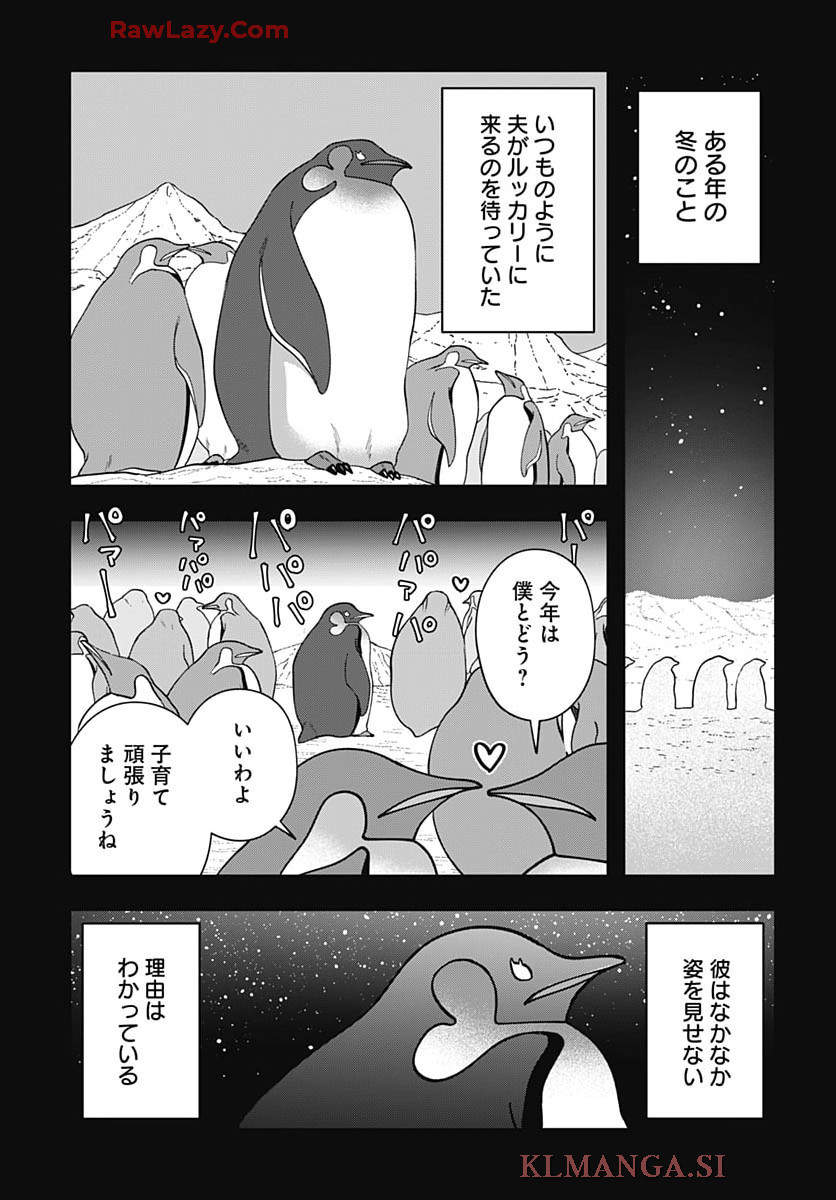 RawLazy.Com
ある年の
冬のこと
いつものように
夫がルッカリーに
来るのを待っていた
パァー
パァー
パパパ
パパパ
パァー
今年は
僕とどう?
いいわよ
子育て
頑張り
ましょうね
彼はなかなか
姿を見せない
理由は
わかっている
KLMANGA.SI